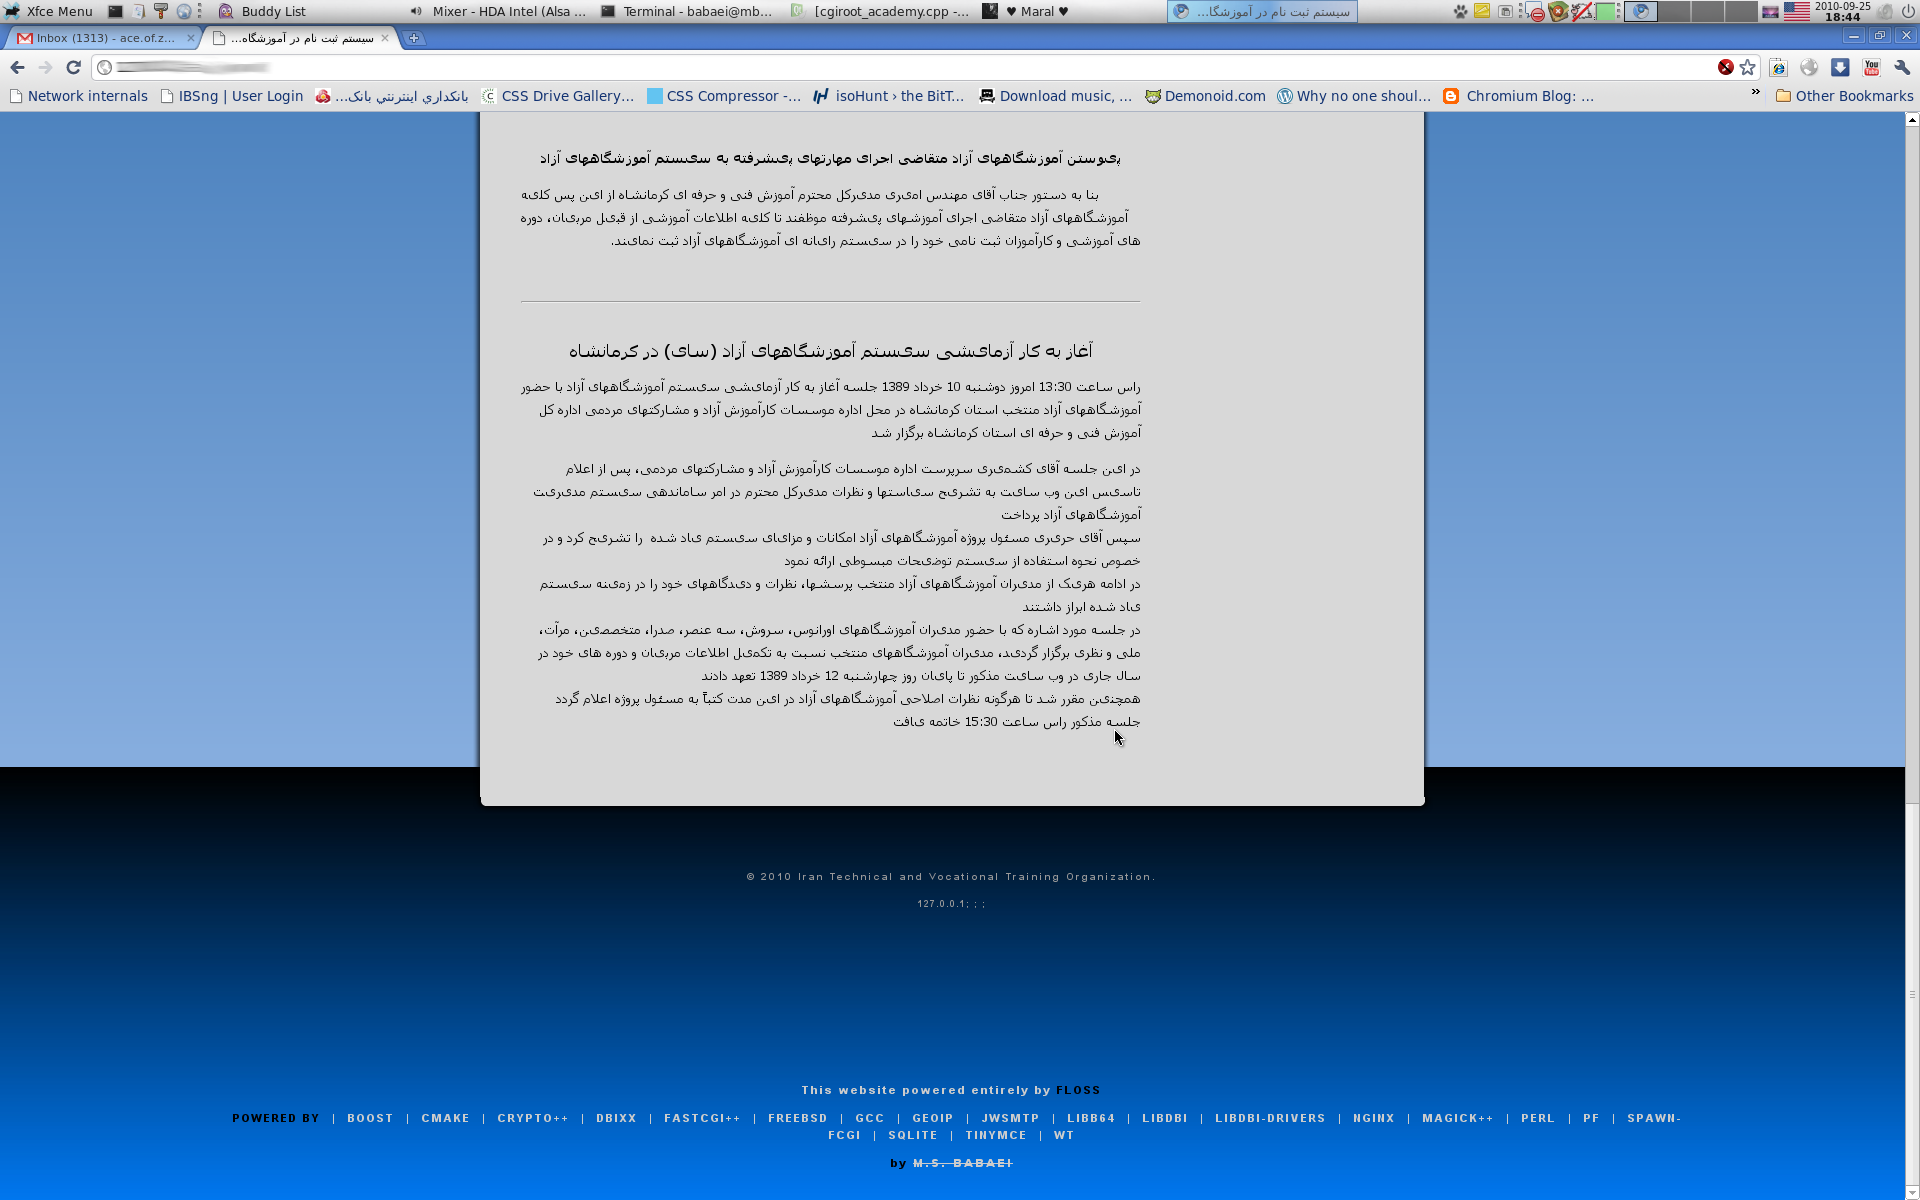 Xfce Menu
Buddy List
Mixer - HDA Intel (Alsa ...
Terminal - babaei@mb...
[cgiroot_academy.cpp -...
♥ Maral ♥
سیستم ثبت نام در آموزشگا...
2010-09-25
18:44
Inbox (1313) - ace.of.z...
سیستم ثبت نام در آموزشگاه...
Network internals
IBSng | User Login
بانكداري اينترنتي بانک...
CSS Drive Gallery...
CSS Compressor -...
isoHunt › the BitT...
Download music, ...
Demonoid.com
Why no one shoul...
Chromium Blog: ...
»
Other Bookmarks
پیوستن آموزشگاههای آزاد متقاضی اجرای مهارتهای پیشرفته به سیستم آموزشگاههای آزاد
بنا به دستور جناب آقای مهندس امیری مدیرکل محترم آموزش فنی و حرفه ای کرمانشاه از این پس کلیه
آموزشگاههای آزاد متقاضی اجرای آموزشهای پیشرفته موظفند تا کلیه اطلاعات آموزشی از قبیل مربیان، دوره
های آموزشی و کارآموزان ثبت نامی خود را در سیستم رایانه ای آموزشگاههای آزاد ثبت نمایند.
آغاز به کار آزمایشی سیستم آموزشگاههای آزاد (سای) در کرمانشاه
راس ساعت 13:30 امروز دوشنبه 10 خرداد 1389 جلسه آغاز به کار آزمایشی سیستم آموزشگاههای آزاد با حضور
آموزشگاههای آزاد منتخب استان کرمانشاه در محل اداره موسسات کارآموزش آزاد و مشارکتهای مردمی اداره کل
آموزش فنی و حرفه ای استان کرمانشاه برگزار شد
در این جلسه آقای کشمیری سرپرست اداره موسسات کارآموزش آزاد و مشارکتهای مردمی، پس از اعلام
تاسیس این وب سایت به تشریح سیاستها و نظرات مدیرکل محترم در امر ساماندهی سیستم مدیریت
آموزشگاههای آزاد پرداخت
سپس آقای حریری مسئول پروژه آموزشگاههای آزاد امکانات و مزایای سیستم یاد شده را تشریح کرد و در
خصوص نحوه استفاده از سیستم توضیحات مبسوطی ارائه نمود
در ادامه هریک از مدیران آموزشگاههای آزاد منتخب پرسشها، نظرات و دیدگاههای خود را در زمینه سیستم
یاد شده ابراز داشتند
در جلسه مورد اشاره که با حضور مدیران آموزشگاههای اورانوس، سروش، سه عنصر، صدرا، متخصصین، مرآت،
ملی و نظری برگزار گردید، مدیران آموزشگاههای منتخب نسبت به تکمیل اطلاعات مربیان و دوره های خود در
سال جاری در وب سایت مذکور تا پایان روز چهارشنبه 12 خرداد 1389 تعهد دادند
همچنین مقرر شد تا هرگونه نظرات اصلاحی آموزشگاههای آزاد در این مدت کتباً به مسئول پروژه اعلام گردد
جلسه مذکور راس ساعت 15:30 خاتمه یافت
© 2010 Iran Technical and Vocational Training Organization.
127.0.0.1; ; ;
This website powered entirely by FLOSS
POWERED BY | BOOST | CMAKE | CRYPTO++ | DBIXX | FASTCGI++ | FREEBSD | GCC | GEOIP | JWSMTP | LIBB64 | LIBDBI | LIBDBI-DRIVERS | NGINX | MAGICK++ | PERL | PF | SPAWN-
FCGI | SQLITE | TINYMCE | WT
by M.S. BABAEI